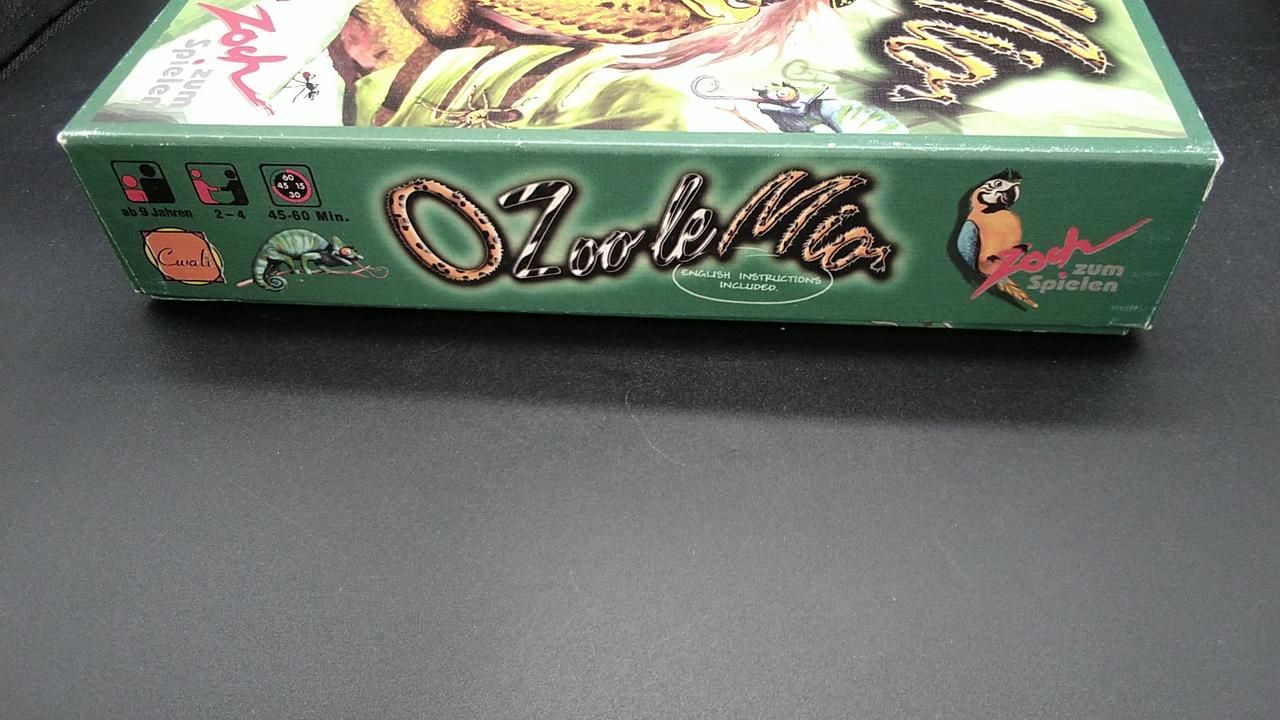 Zoch
zum
Spielen
ab 9 Jahren
2-4
60
45 15
30
45-60 Min.
Cwali
O Zoo le Mio
ENGLISH INSTRUCTIONS
INCLUDED.
Zoch
zum
Spielen